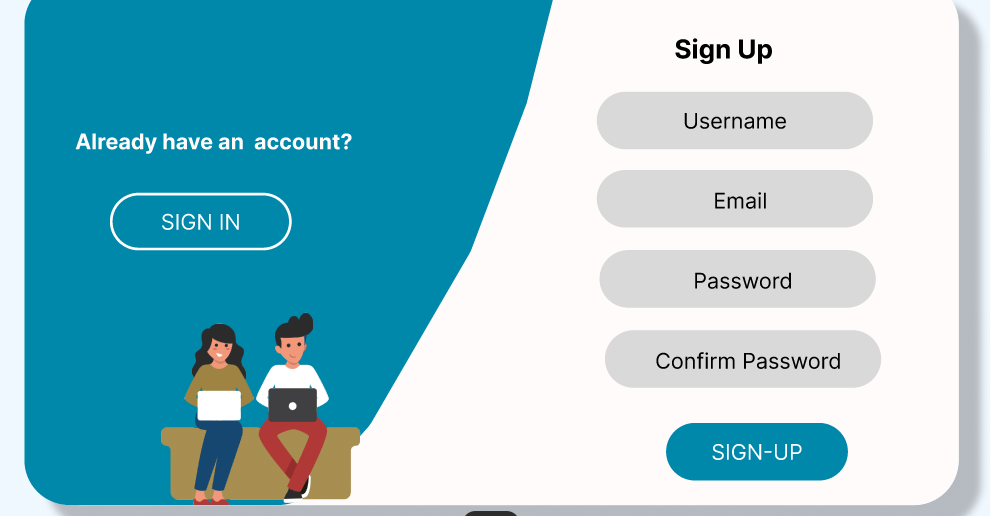 Already have an  account?
SIGN IN
Sign Up
Username
Email
Password
Confirm Password
SIGN-UP